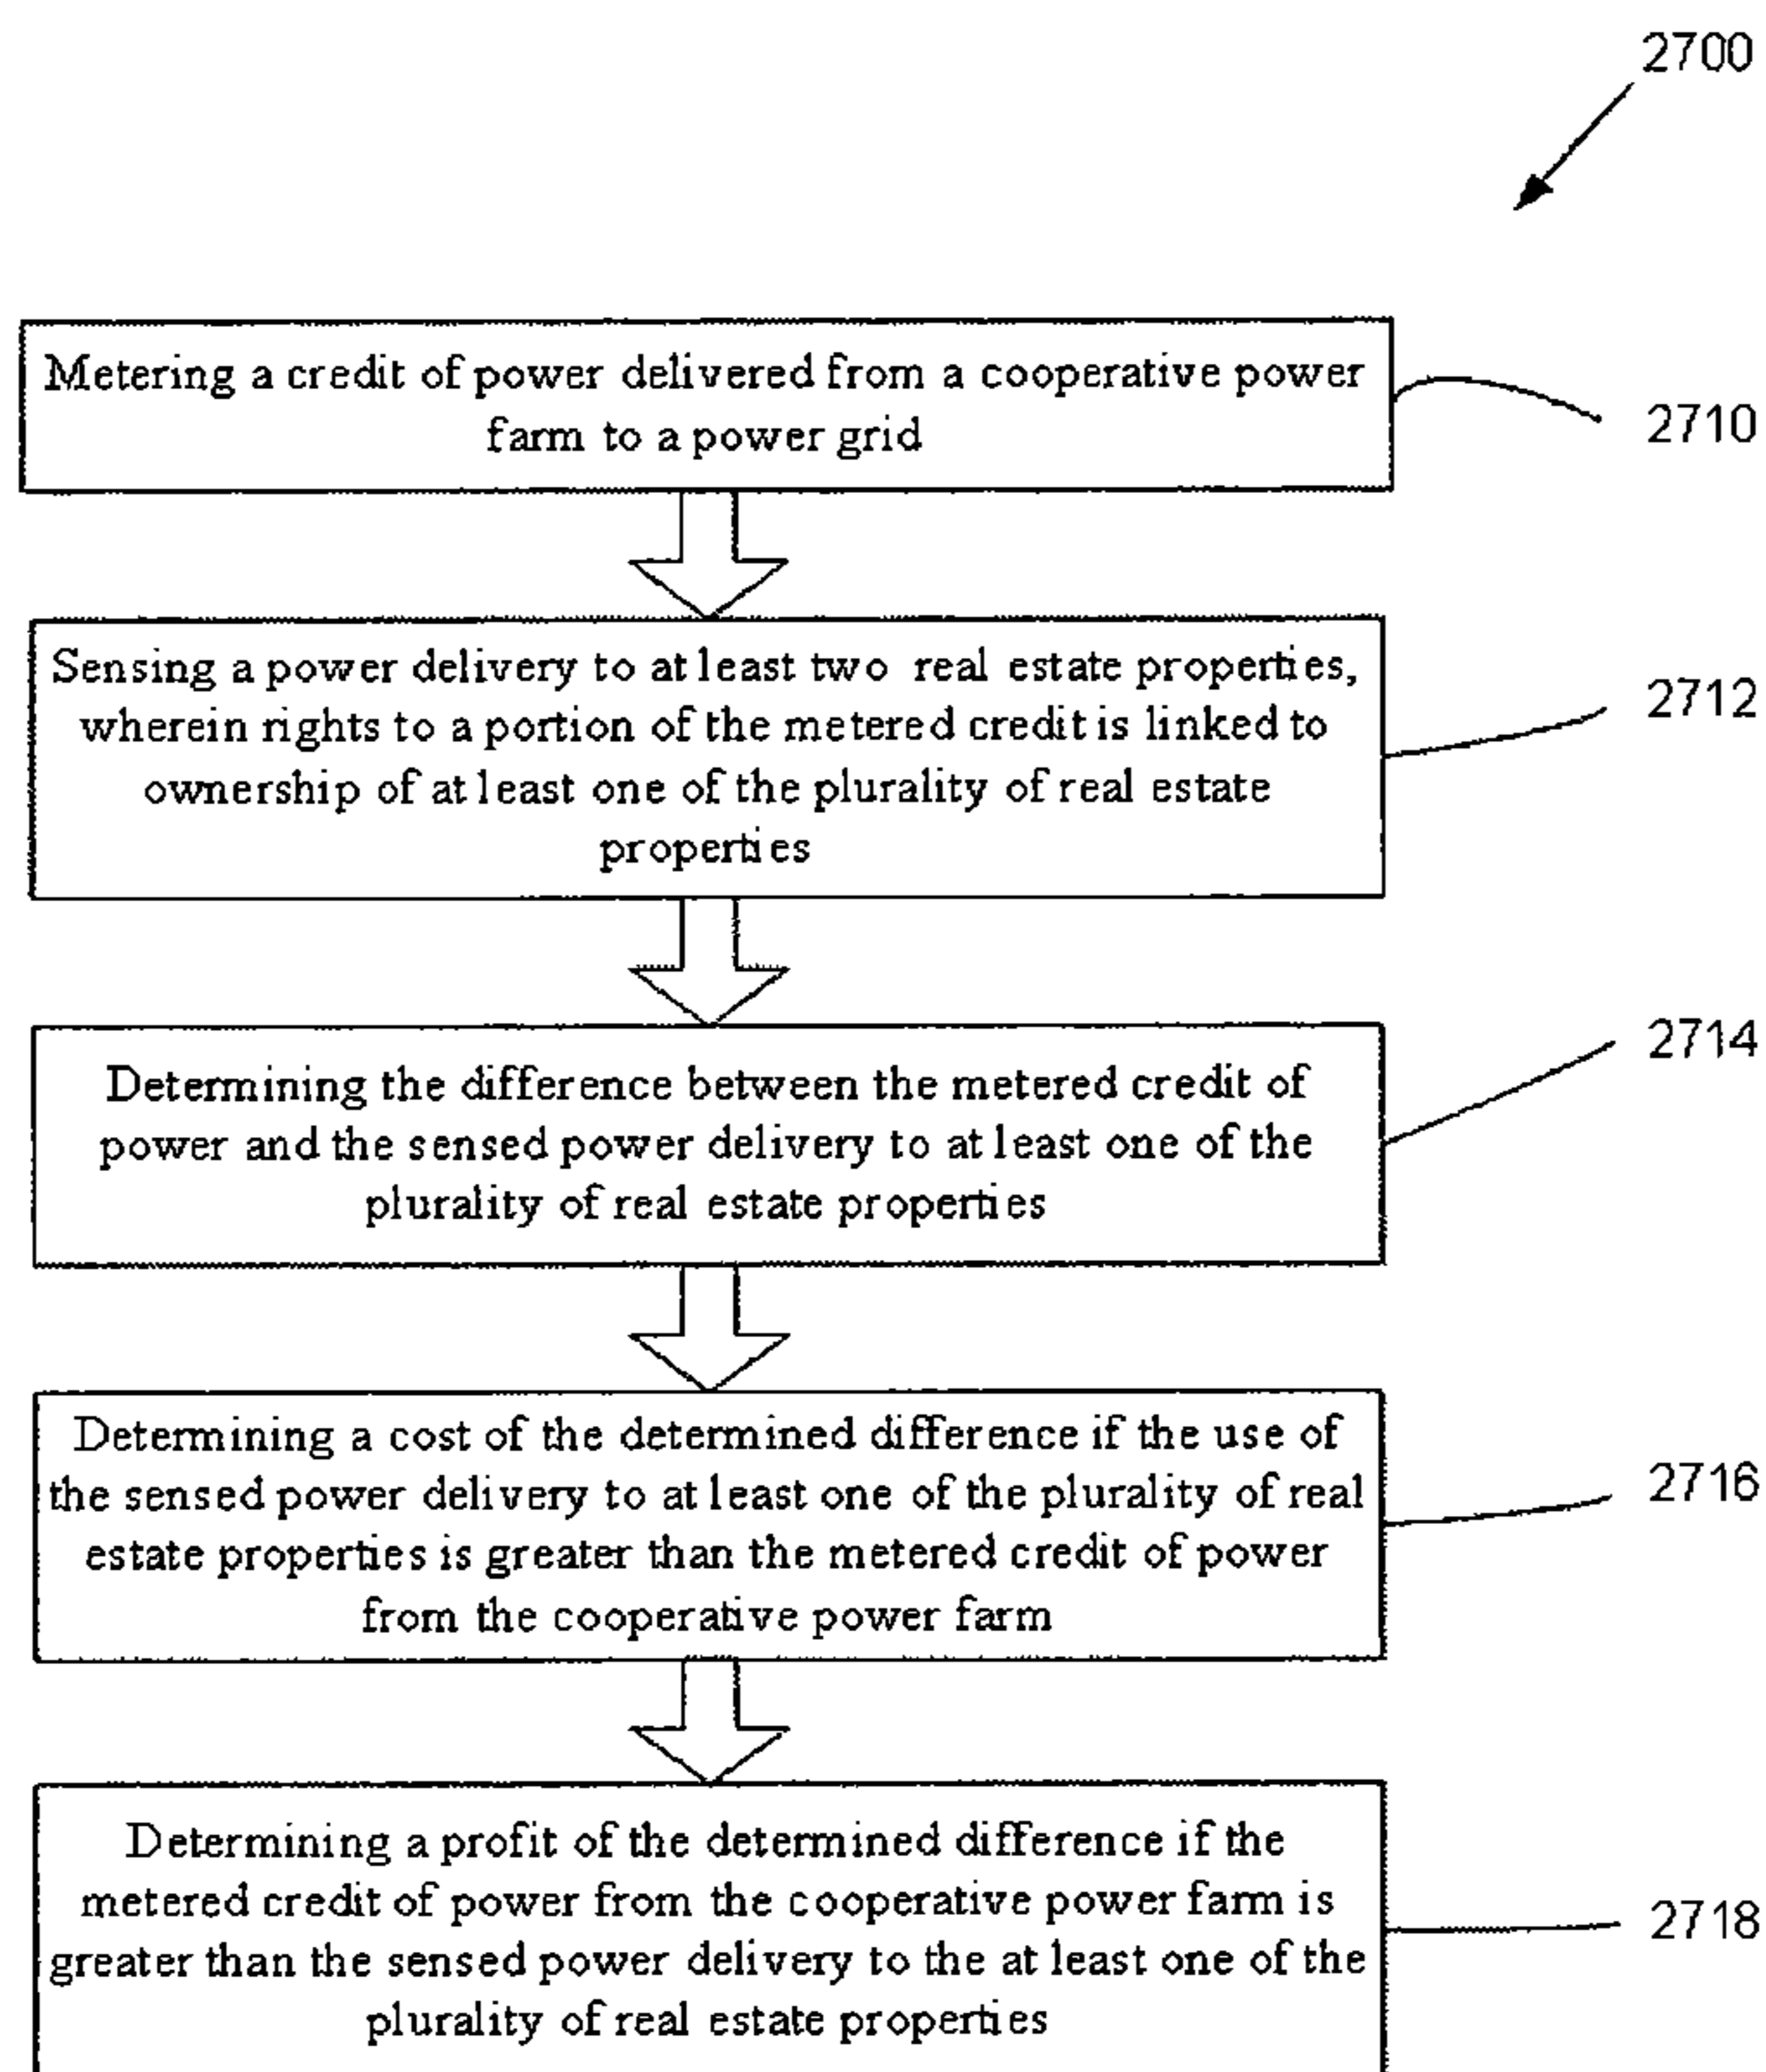 2700
Metering a credit of power delivered from a cooperative power
farm to a power grid
2710
Sensing a power delivery to at least two real estate properties,
wherein rights to a portion of the metered credit is linked to
ownership of at least one of the plurality of real estate
properties
2712
Determining the difference between the metered credit of
power and the sensed power delivery to at least one of the
plurality of real estate properties
2714
Determining a cost of the determined difference if the use of
the sensed power delivery to at least one of the plurality of real
estate properties is greater than the metered credit of power
from the cooperative power farm
2716
Determining a profit of the determined difference if the
metered credit of power from the cooperative power farm is
greater than the sensed power delivery to the at least one of the
plurality of real estate properties
2718